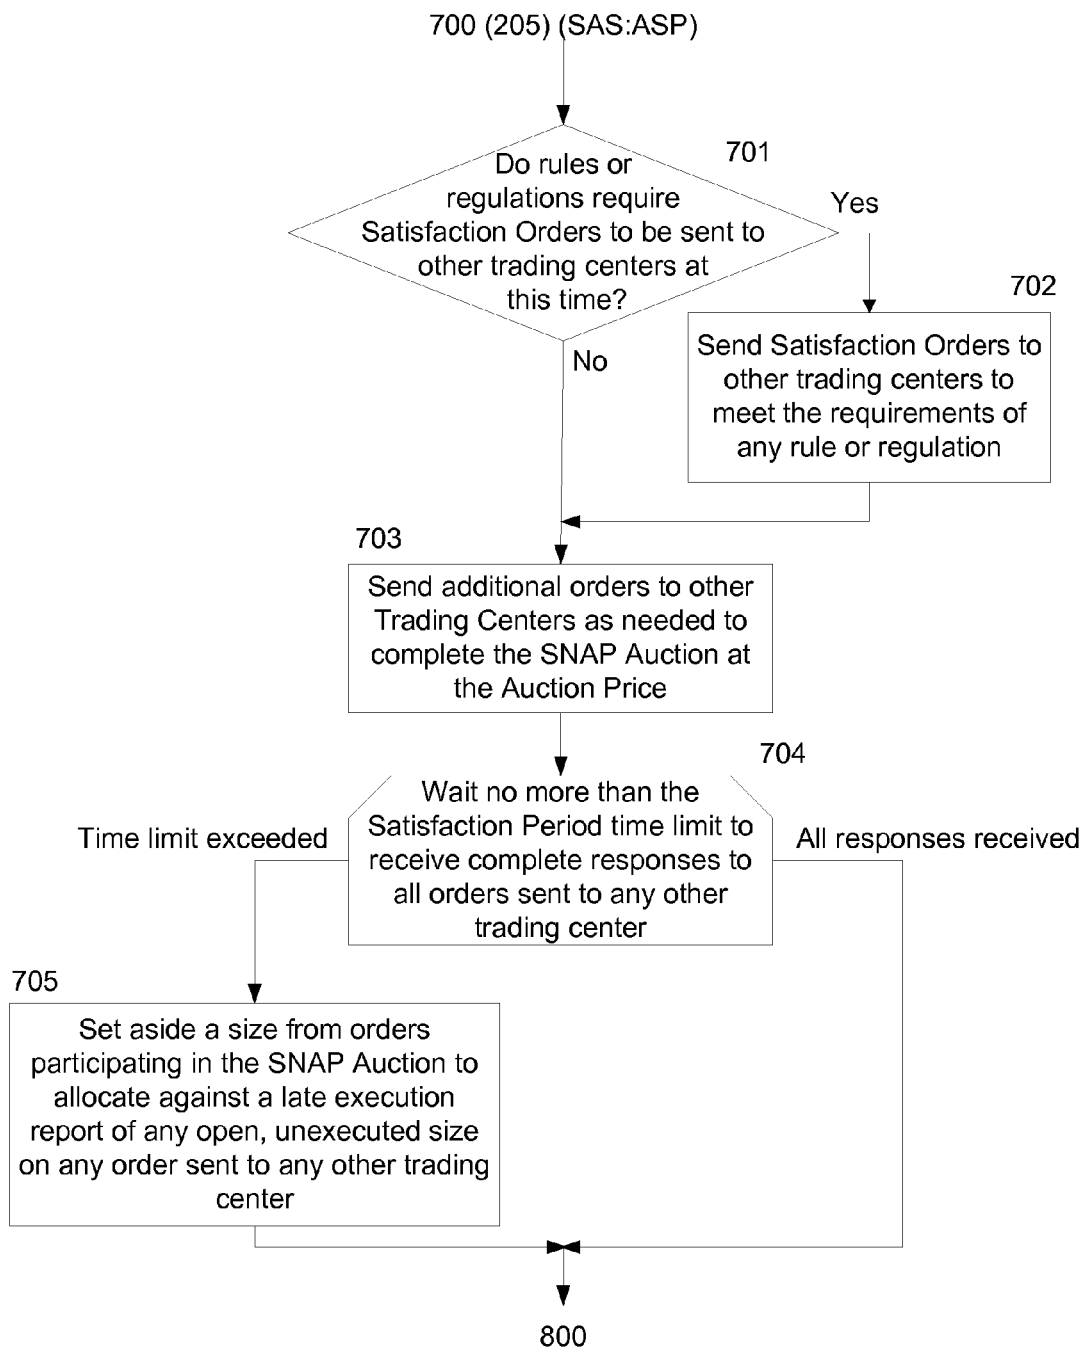 700 (205) (SAS:ASP)
701
Do rules or
regulations require
Satisfaction Orders to be sent to
other trading centers at
this time?
Yes
No
702
Send Satisfaction Orders to
other trading centers to
meet the requirements of
any rule or regulation
703
Send additional orders to other
Trading Centers as needed to
complete the SNAP Auction at
the Auction Price
704
Wait no more than the
Satisfaction Period time limit to
receive complete responses to
all orders sent to any other
trading center
Time limit exceeded
All responses received
705
Set aside a size from orders
participating in the SNAP Auction to
allocate against a late execution
report of any open, unexecuted size
on any order sent to any other trading
center
800